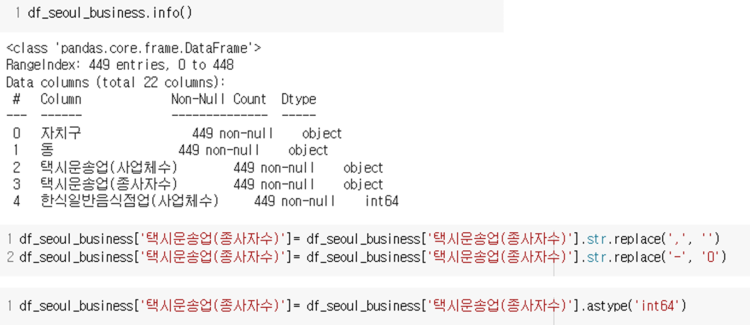 1 df_seoul_business.info()
<class 'pandas.core.frame.DataFrame'>
RangeIndex: 449 entries, 0 to 448
Data columns (total 22 columns):
# Column Non-Null Count Dtype
--- ------ -------------- -----
0 자치구 449 non-null object
1 동 449 non-null object
2 택시운송업(사업체수) 449 non-null object
3 택시운송업(종사자수) 449 non-null object
4 한식일반음식점업(사업체수) 449 non-null int64
1 df_seoul_business['택시운송업(종사자수)']= df_seoul_business['택시운송업(종사자수)'].str.replace(',', '')
2 df_seoul_business['택시운송업(종사자수)']= df_seoul_business['택시운송업(종사자수)'].str.replace('-', '0')
1 df_seoul_business['택시운송업(종사자수)']= df_seoul_business['택시운송업(종사자수)'].astype('int64')